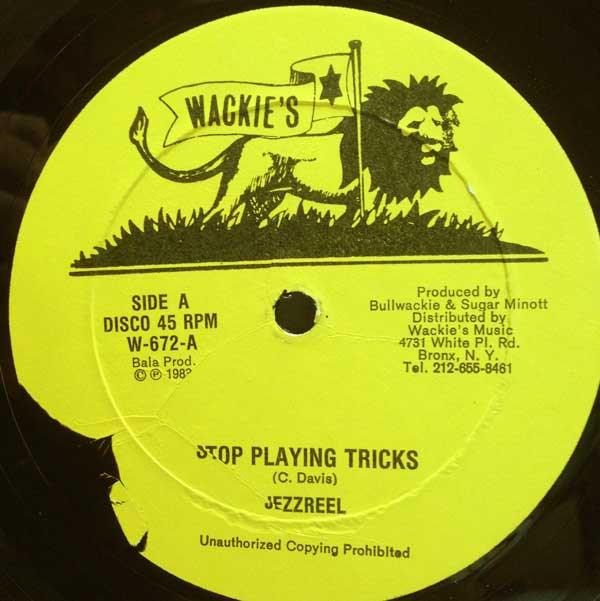 WACKIE'S
SIDE A
DISCO 45 RPM
W-672-A
Bala Prod.
© ℗ 1983
Produced by
Bullwackie & Sugar Minott
Distributed by
Wackie's Music
4731 White Pl. Rd.
Bronx, N. Y.
Tel. 212-655-8461
STOP PLAYING TRICKS
(C. Davis)
JEZZREEL
Unauthorized Copying Prohibited